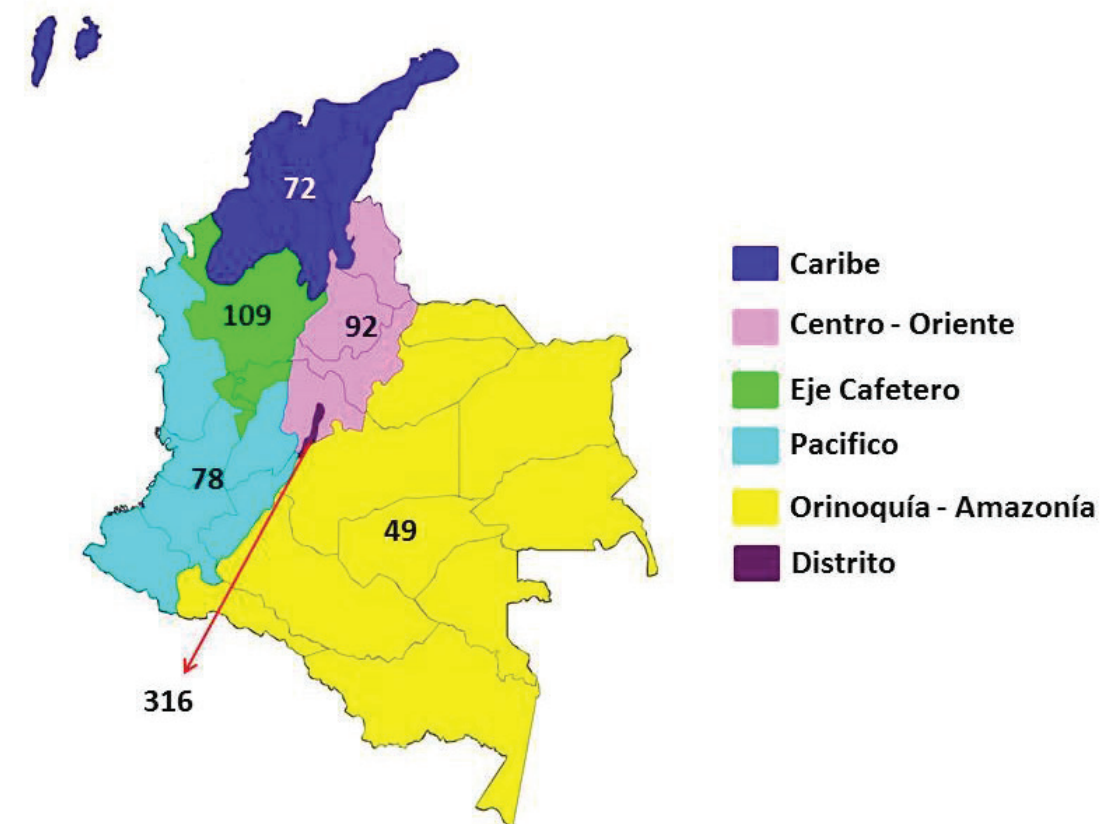 72
109
92
78
49
316
Caribe
Centro - Oriente
Eje Cafetero
Pacifico
Orinoquía - Amazonía
Distrito